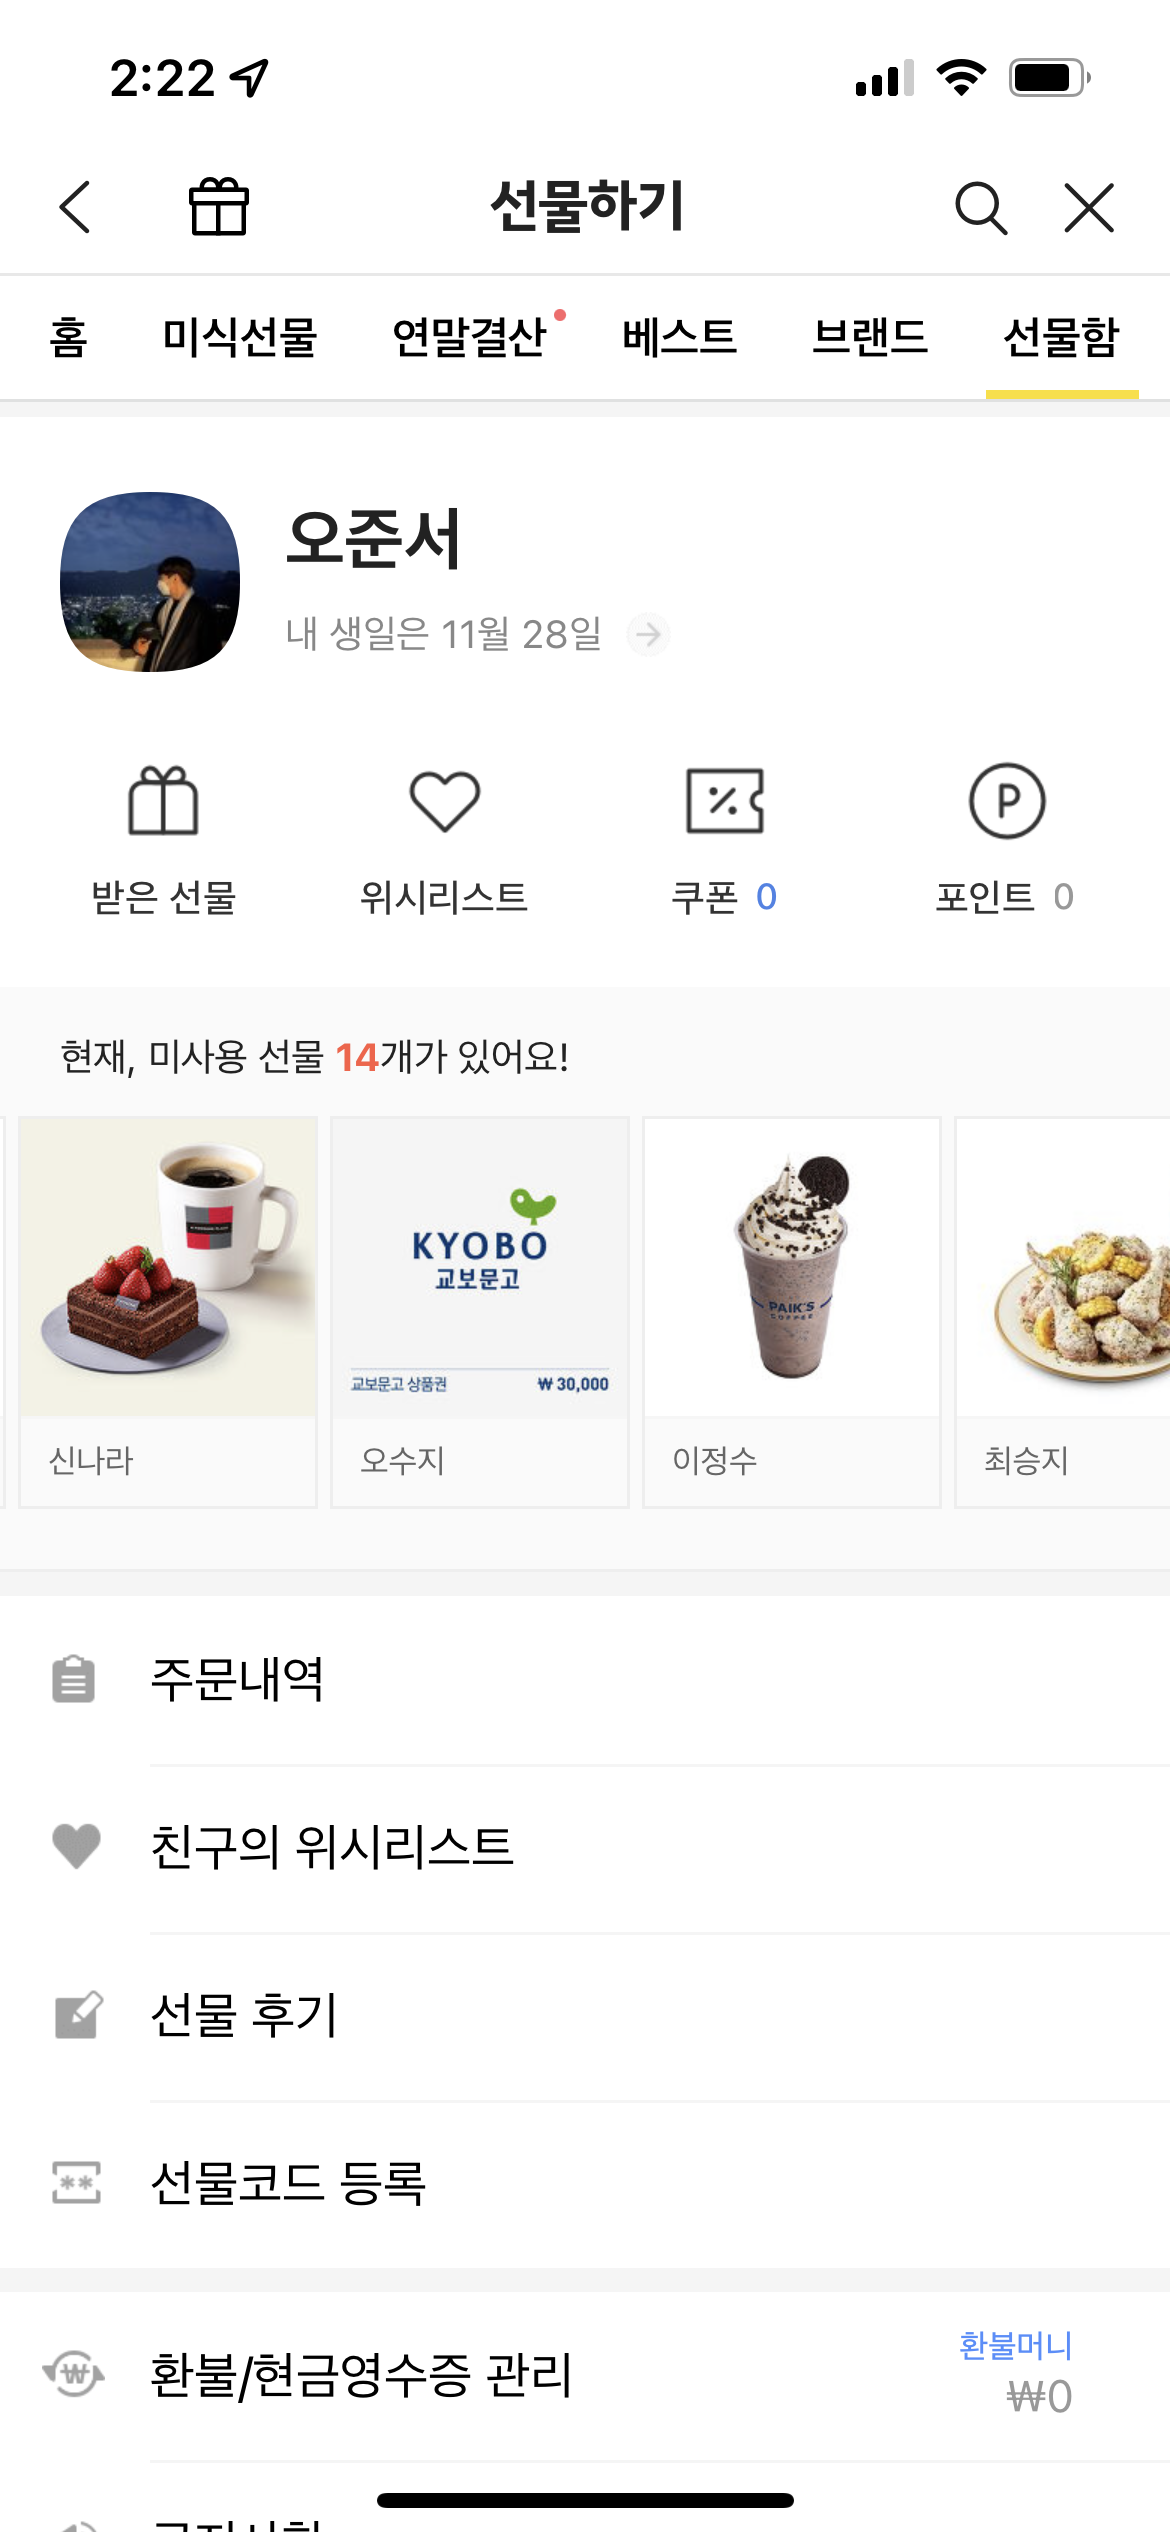 2:22
선물하기
홈 미식선물 연말결산 베스트 브랜드 선물함
오준서
내 생일은 11월 28일
받은 선물 위시리스트 쿠폰 0 포인트 0
현재, 미사용 선물 14개가 있어요!
KYOBO
교보문고
교보문고 상품권 ₩ 30,000
PAIK'S
COFFEE
신나라 오수지 이정수 최승지
주문내역
친구의 위시리스트
선물 후기
선물코드 등록
환불/현금영수증 관리
환불머니
₩0